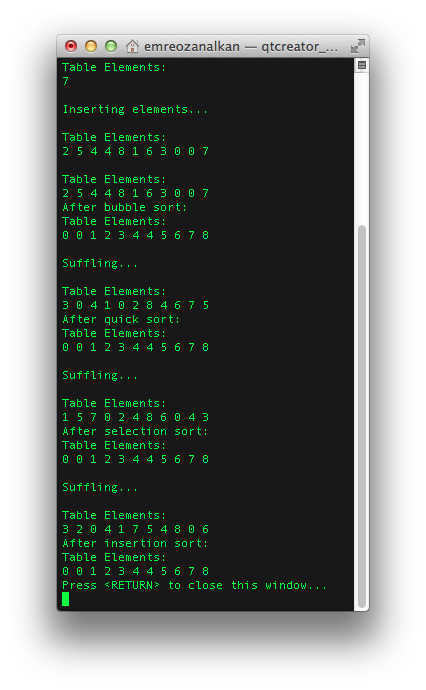 emreozanalkan — qtcreator_...
Table Elements:
7
Inserting elements...
Table Elements:
2 5 4 4 8 1 6 3 0 0 7
Table Elements:
2 5 4 4 8 1 6 3 0 0 7
After bubble sort:
Table Elements:
0 0 1 2 3 4 4 5 6 7 8
Suffling...
Table Elements:
3 0 4 1 0 2 8 4 6 7 5
After quick sort:
Table Elements:
0 0 1 2 3 4 4 5 6 7 8
Suffling...
Table Elements:
1 5 7 0 2 4 8 6 0 4 3
After selection sort:
Table Elements:
0 0 1 2 3 4 4 5 6 7 8
Suffling...
Table Elements:
3 2 0 4 1 7 5 4 8 0 6
After insertion sort:
Table Elements:
0 0 1 2 3 4 4 5 6 7 8
Press <RETURN> to close this window...